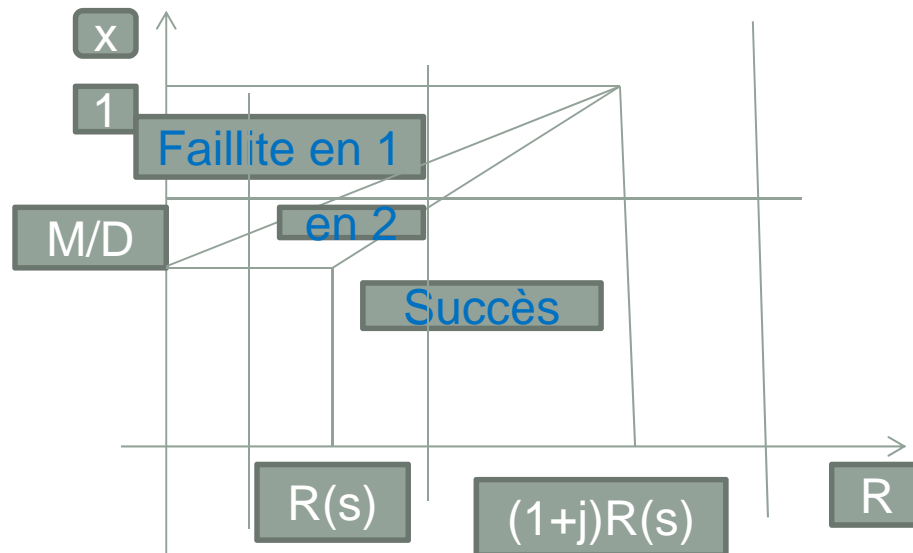 x
1
Faillite en 1
en 2
M/D
Succès
R(s)
(1+j)R(s)
R